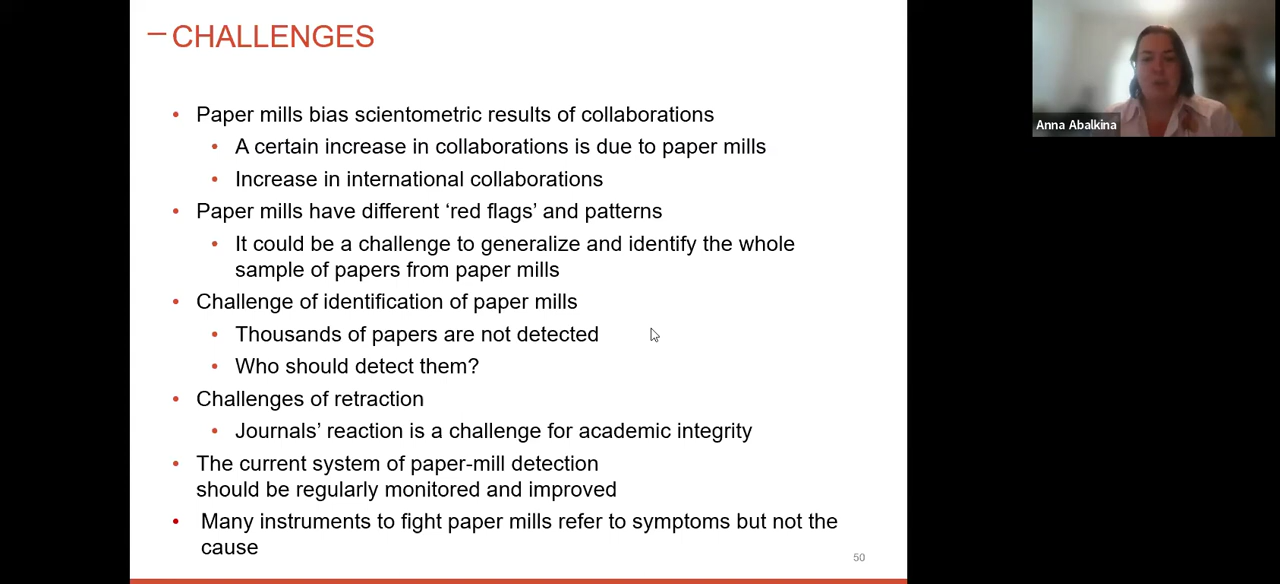 – CHALLENGES
• Paper mills bias scientometric results of collaborations
• A certain increase in collaborations is due to paper mills
• Increase in international collaborations
• Paper mills have different ‘red flags’ and patterns
• It could be a challenge to generalize and identify the whole
sample of papers from paper mills
• Challenge of identification of paper mills
• Thousands of papers are not detected
• Who should detect them?
• Challenges of retraction
• Journals’ reaction is a challenge for academic integrity
• The current system of paper-mill detection
should be regularly monitored and improved
• Many instruments to fight paper mills refer to symptoms but not the
cause
50
Anna Abalkina